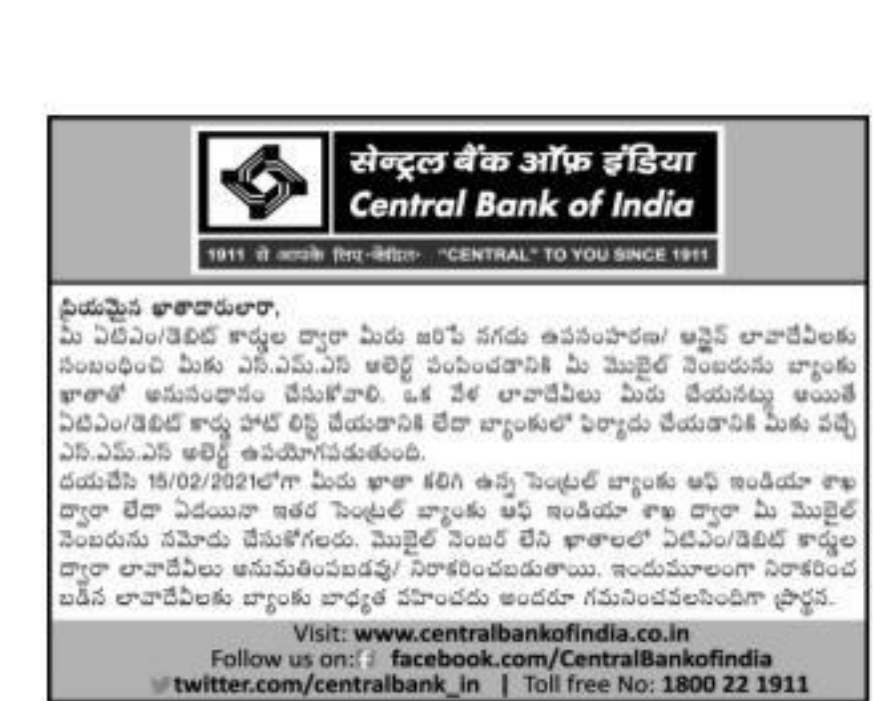 सेन्ट्रल बैंक ऑफ़ इंडिया
Central Bank of India
1911 से आपके लिए "CENTRAL" TO YOU SINCE 1911
ప్రియమైన ఖాతాదారులారా,
మీ ఏటిఎం/డెబిట్ కార్డుల ద్వారా మీరు జరిపే నగదు ఉపసంహరణ/ ఆన్లైన్ లావాదేవీలకు
సంబంధించి మీకు ఎస్.ఎమ్.ఎస్ అలెర్ట్ పంపించడానికి మీ మొబైల్ నెంబరును బ్యాంకు
ఖాతాతో అనుసంధానం చేసుకోవాలి. ఒక వేళ లావాదేవీలు మీరు చేయనట్లు అయితే
ఏటిఎం/డెబిట్ కార్డు హాట్ లిస్ట్ చేయడానికి లేదా బ్యాంకులో ఫిర్యాదు చేయడానికి మీకు వచ్చే
ఎస్.ఎమ్.ఎస్ అలెర్ట్ ఉపయోగపడుతుంది.
దయచేసి 15/02/2021లోగా మీరు ఖాతా కలిగి ఉన్న సెంట్రల్ బ్యాంకు ఆఫ్ ఇండియా శాఖ
ద్వారా లేదా ఏదయినా ఇతర సెంట్రల్ బ్యాంకు ఆఫ్ ఇండియా శాఖ ద్వారా మీ మొబైల్
నెంబరును నమోదు చేసుకోగలరు. మొబైల్ నెంబర్ లేని ఖాతాలలో ఏటిఎం/డెబిట్ కార్డుల
ద్వారా లావాదేవీలు అనుమతింపబడవు/ నిరాకరించబడుతాయి. ఇందుమూలంగా నిరాకరించ
బడిన లావాదేవీలకు బ్యాంకు బాధ్యత వహించదు అందరూ గమనించవలసిందిగా ప్రార్థన.
Visit: www.centralbankofindia.co.in
Follow us on: facebook.com/CentralBankofindia
twitter.com/centralbank_in | Toll free No: 1800 22 1911